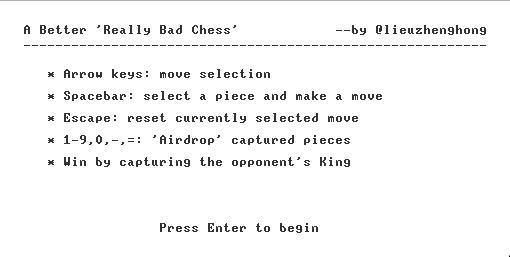 A Better 'Really Bad Chess' --by @lieuzhenghong
------------------------------------------------------------
* Arrow keys: move selection
* Spacebar: select a piece and make a move
* Escape: reset currently selected move
* 1-9,0,-,=: 'Airdrop' captured pieces
* Win by capturing the opponent's King
Press Enter to begin